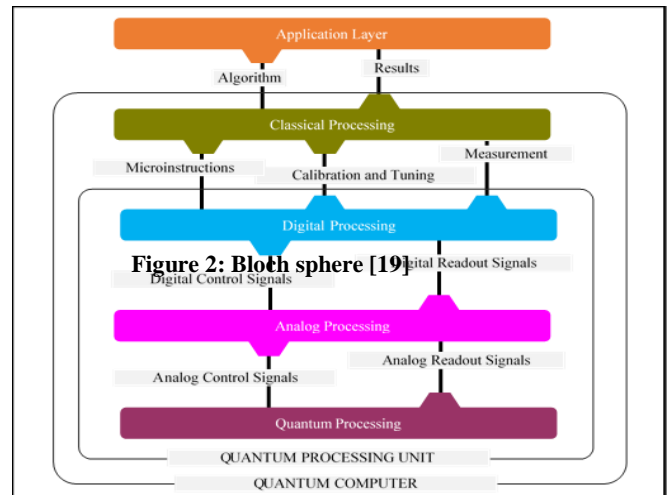 Application Layer
Algorithm
Results
Classical Processing
Microinstructions
Calibration and Tuning
Measurement
Digital Processing
Figure 2: Bloch sphere [19]
Digital Readout Signals
Digital Control Signals
Analog Processing
Analog Control Signals
Analog Readout Signals
Quantum Processing
QUANTUM PROCESSING UNIT
QUANTUM COMPUTER